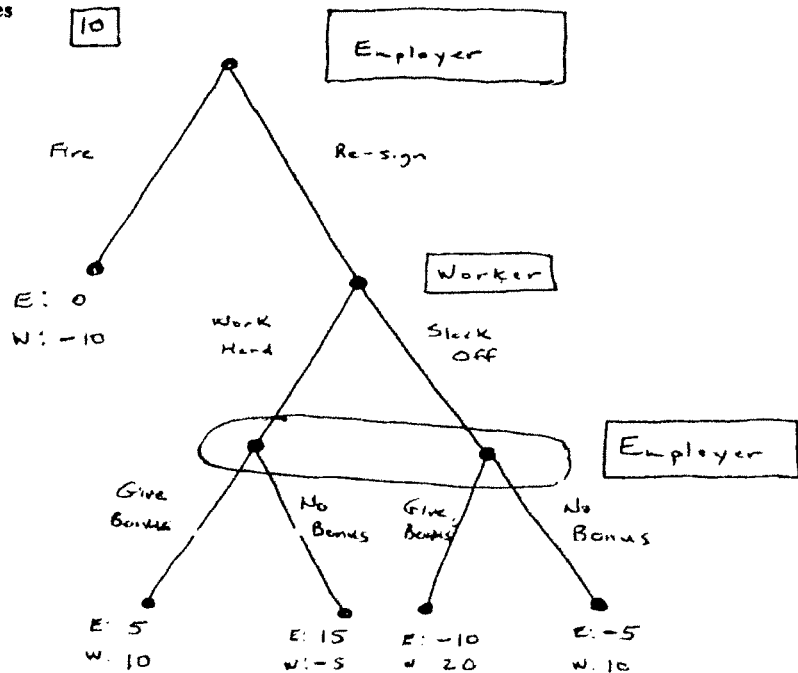 es
10
Employer
Fire
Re-sign
Worker
E: 0
W: -10
Work
Hard
Slack
Off
Employer
Give
Bonus
No
Bonus
Give
Bonus
No
Bonus
E: 5
W: 10
E: 15
W: -5
E: -10
W 20
E: -5
W: 10